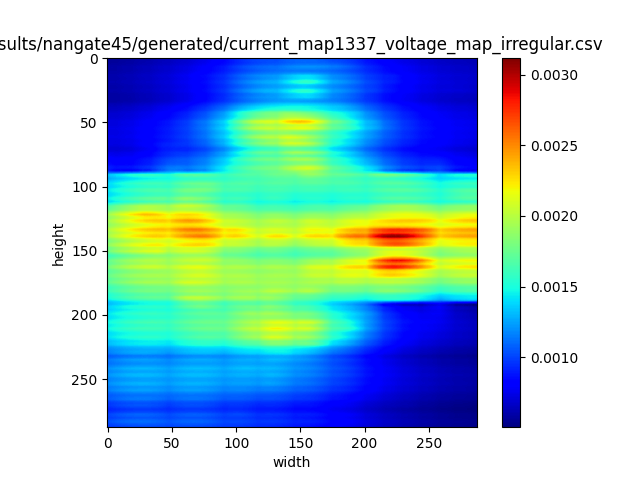 sults/nangate45/generated/current_map1337_voltage_map_irregular.csv
0
50
100
150
200
250
height
0 50 100 150 200 250
width
0.0030
0.0025
0.0020
0.0015
0.0010